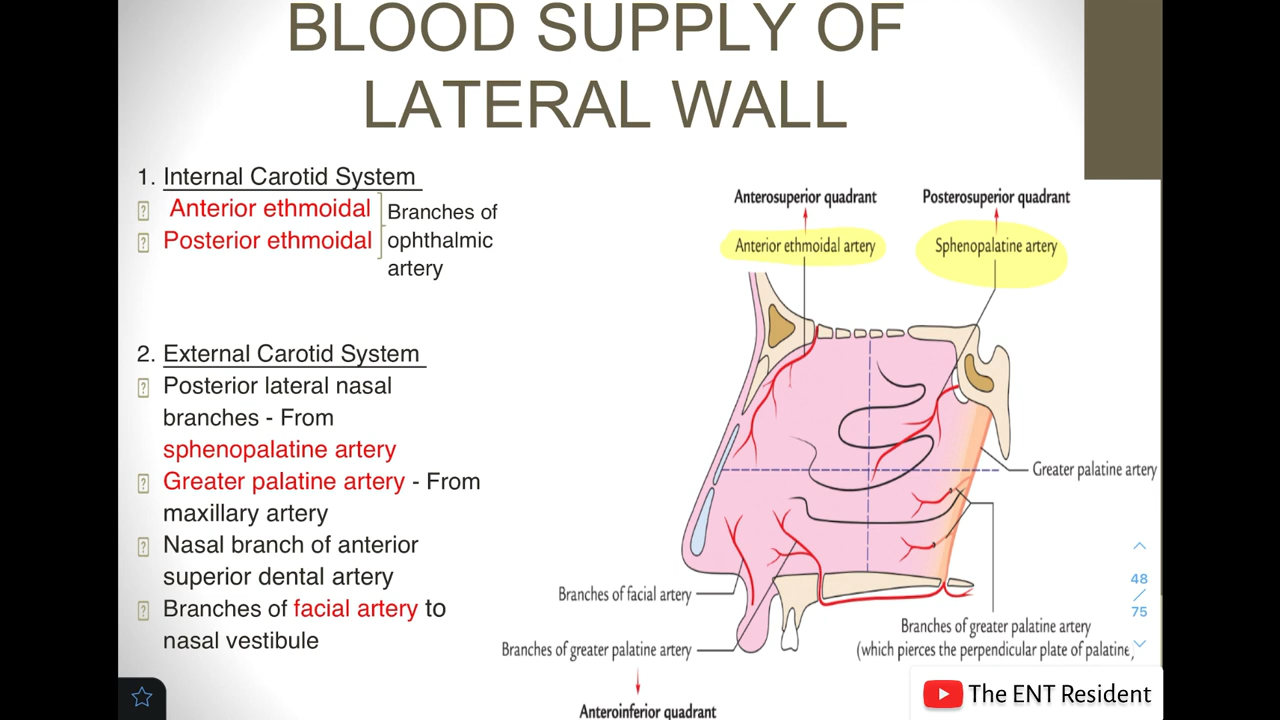 BLOOD SUPPLY OF
LATERAL WALL
1. Internal Carotid System
Anterior ethmoidal
Posterior ethmoidal
Branches of
ophthalmic
artery
2. External Carotid System
Posterior lateral nasal
branches - From
sphenopalatine artery
Greater palatine artery - From
maxillary artery
Nasal branch of anterior
superior dental artery
Branches of facial artery to
nasal vestibule
Anterosuperior quadrant
Posterosuperior quadrant
Anterior ethmoidal artery
Sphenopalatine artery
Greater palatine artery
Branches of facial artery
Branches of greater palatine artery
Anteroinferior quadrant
Branches of greater palatine artery
(which pierces the perpendicular plate of palatine,
48
/
75
The ENT Resident